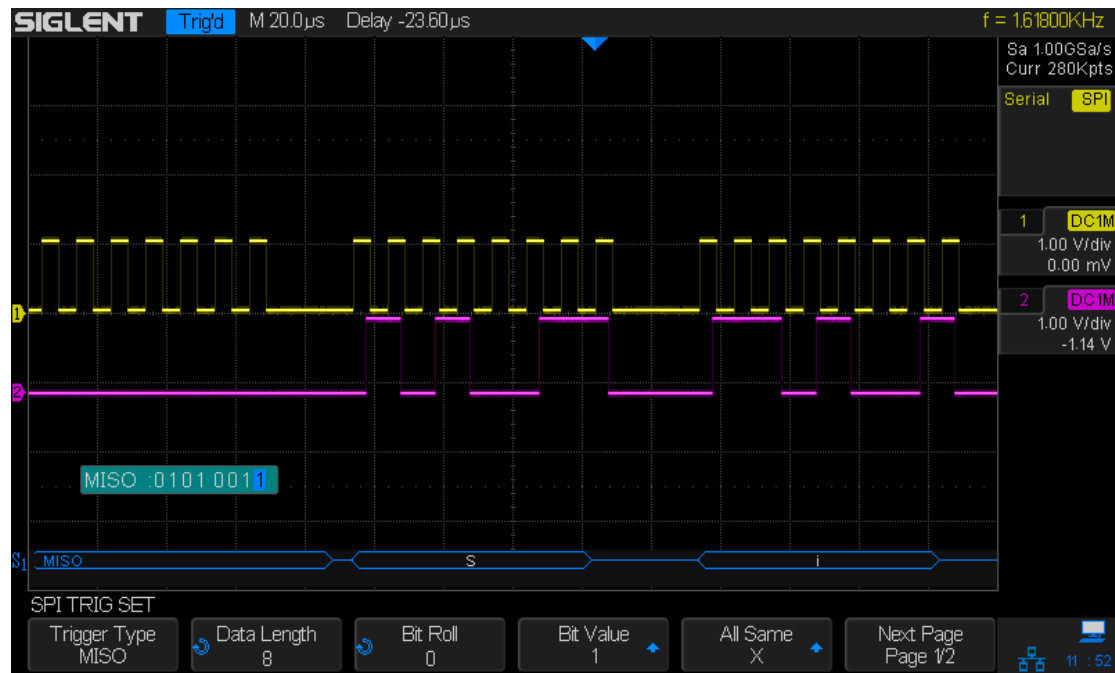 SIGLENT Trig'd M 20.0µs Delay -23.60µs f = 1.61800KHz
Sa 1.00GSa/s
Curr 280Kpts
Serial SPI
1 DC1M
1.00 V/div
0.00 mV
1
2 DC1M
1.00 V/div
-1.14 V
2
MISO :0101 0011
S1 MISO S i
SPI TRIG SET
Trigger Type
MISO
Data Length
8
Bit Roll
0
Bit Value
1
All Same
X
Next Page
Page 1/2
11 : 52